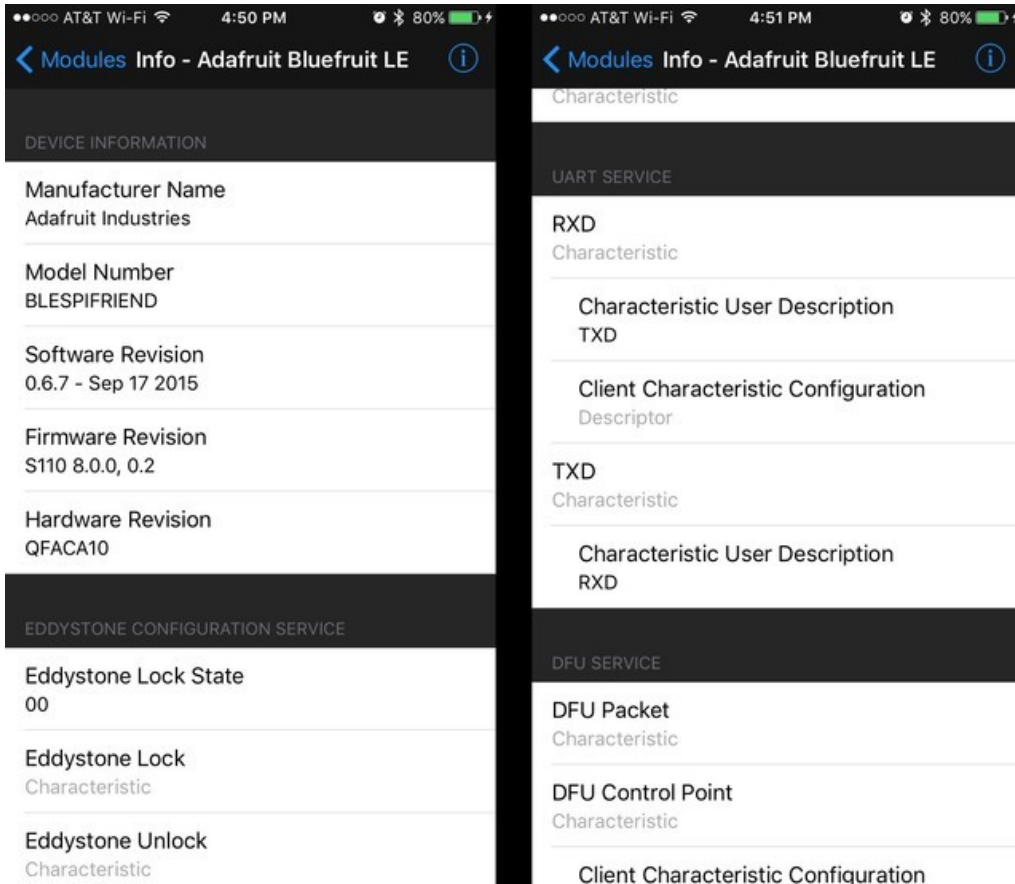 AT&T Wi-Fi 4:50 PM 80%
Modules Info - Adafruit Bluefruit LE
DEVICE INFORMATION
Manufacturer Name
Adafruit Industries
Model Number
BLESPIFRIEND
Software Revision
0.6.7 - Sep 17 2015
Firmware Revision
S110 8.0.0, 0.2
Hardware Revision
QFACA10
EDDYSTONE CONFIGURATION SERVICE
Eddystone Lock State
00
Eddystone Lock
Characteristic
Eddystone Unlock
Characteristic
AT&T Wi-Fi 4:51 PM 80%
Modules Info - Adafruit Bluefruit LE
Characteristic
UART SERVICE
RXD
Characteristic
Characteristic User Description
TXD
Client Characteristic Configuration
Descriptor
TXD
Characteristic
Characteristic User Description
RXD
DFU SERVICE
DFU Packet
Characteristic
DFU Control Point
Characteristic
Client Characteristic Configuration